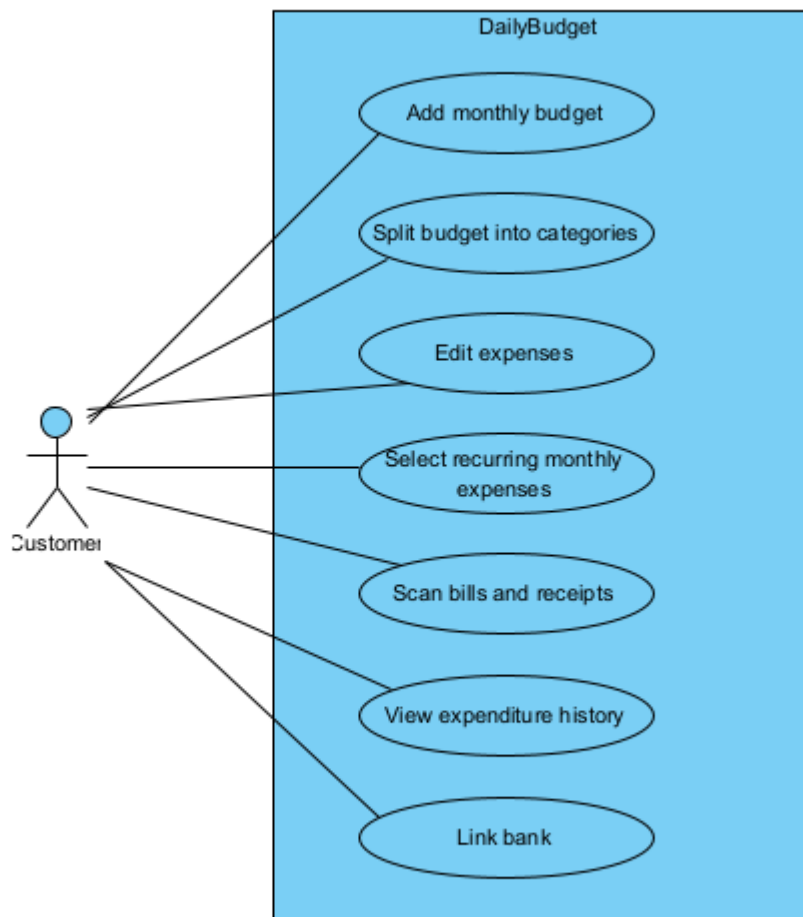 DailyBudget
Add monthly budget
Split budget into categories
Edit expenses
Select recurring monthly
expenses
Customer
Scan bills and receipts
View expenditure history
Link bank